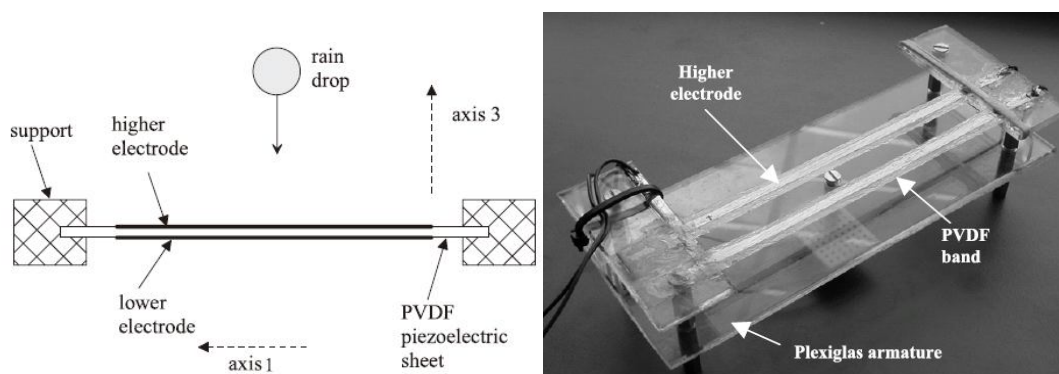 rain
drop
axis 3
higher
electrode
support
lower
electrode
axis 1
PVDF
piezoelectric
sheet
Higher
electrode
PVDF
band
Plexiglas armature